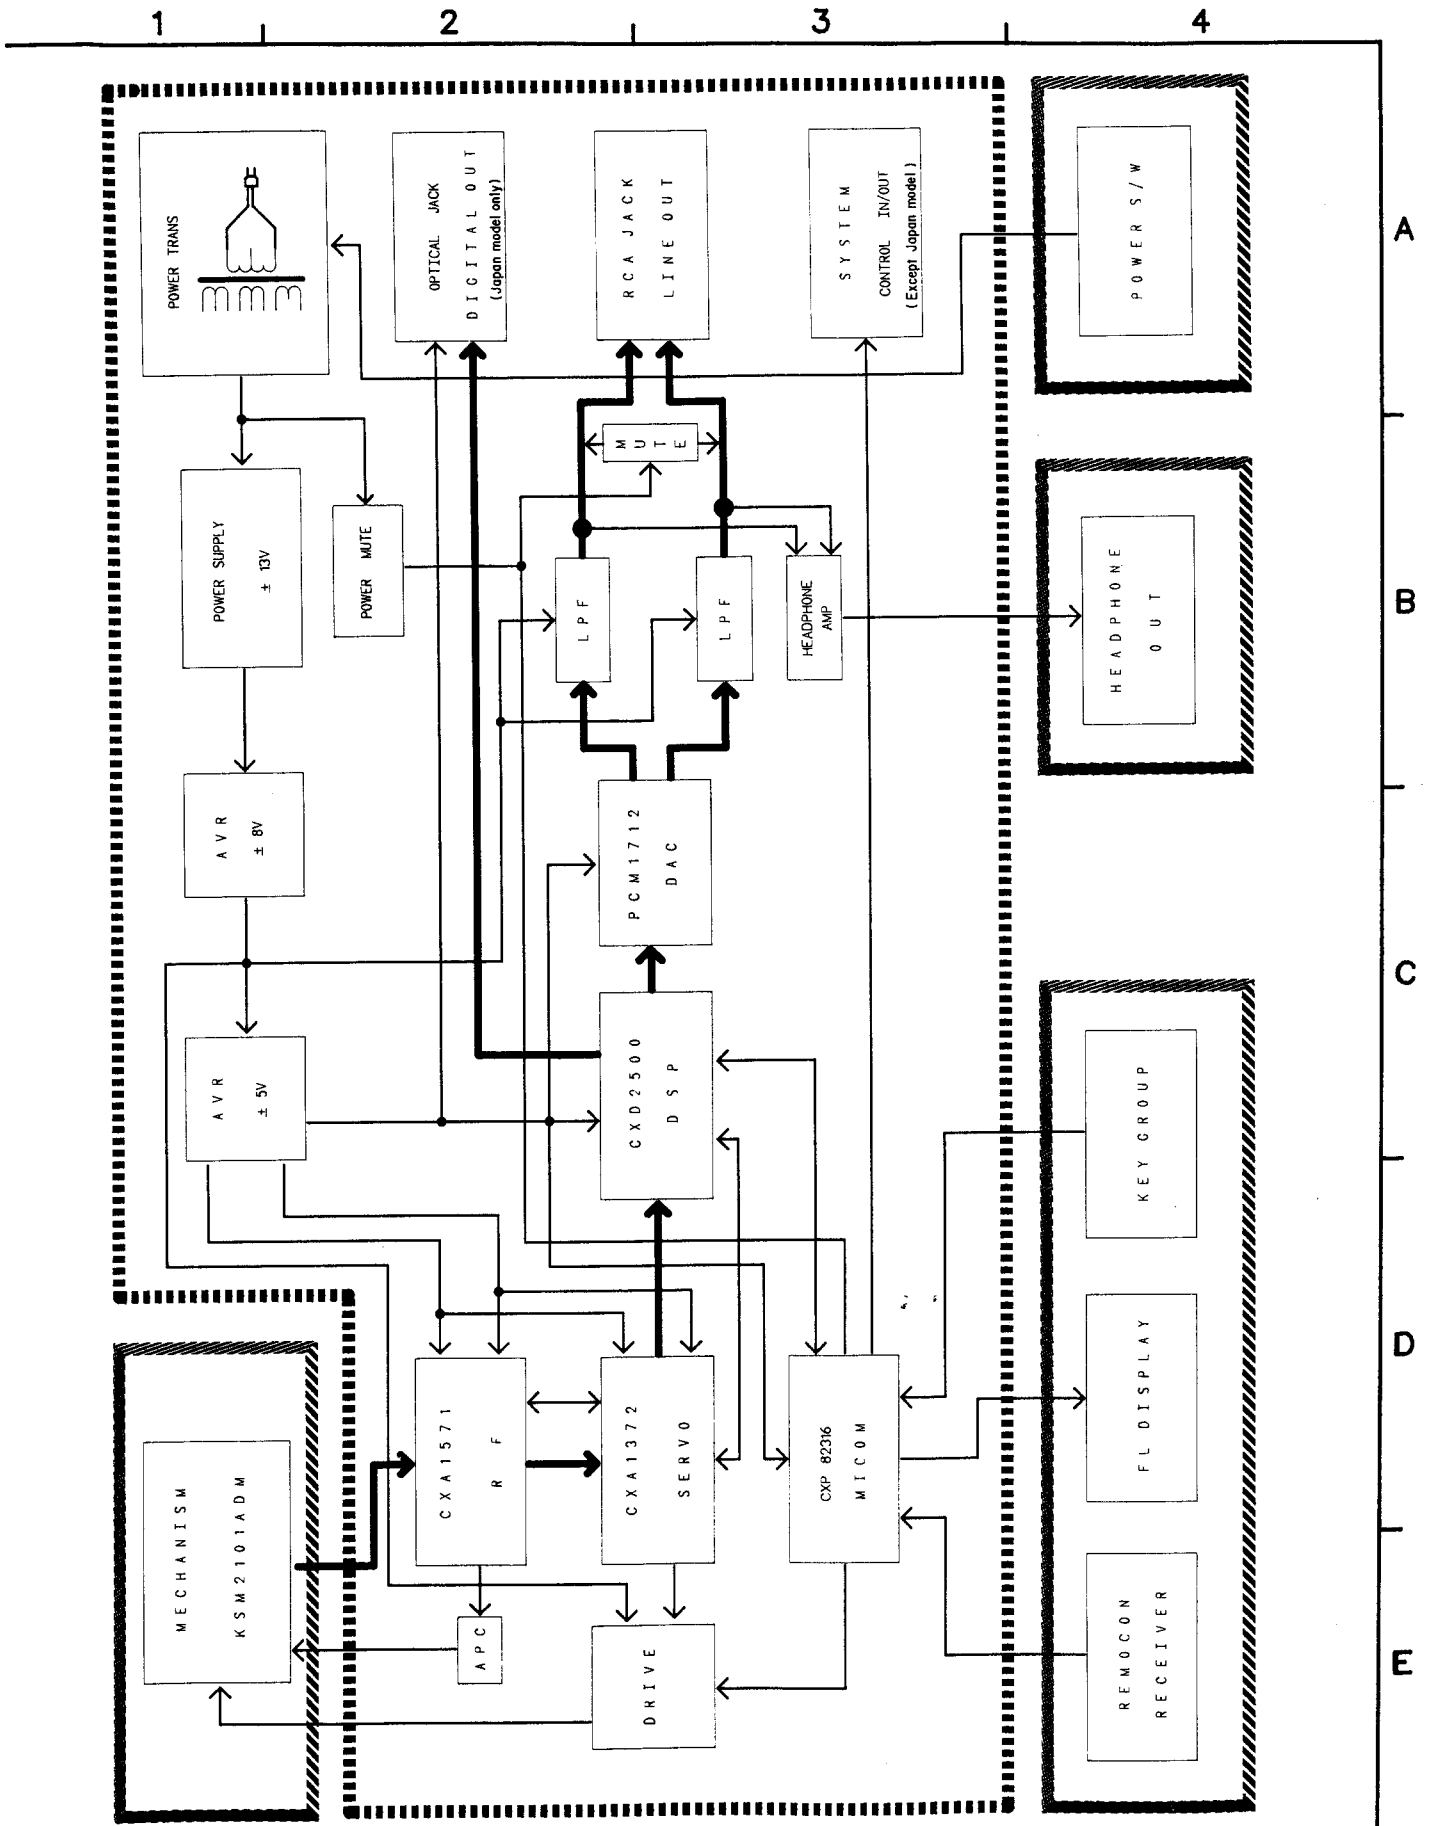 1
2
3
4
A
B
C
D
E
POWER TRANS
OPTICAL JACK
DIGITAL OUT
(Japan model only)
RCA JACK
LINE OUT
SYSTEM
CONTROL IN/OUT
(Except Japan model)
POWER S/W
POWER SUPPLY
± 13V
POWER MUTE
MUTE
LPF
LPF
HEADPHONE
AMP
HEADPHONE
OUT
AVR
± 8V
PCM1712
DAC
AVR
± 5V
CXD2500
DSP
KEY GROUP
MECHANISM
KSM2101ADM
CXA1571
RF
CXA1372
SERVO
CXP 82316
MICOM
FL DISPLAY
APC
DRIVE
REMOCON
RECEIVER